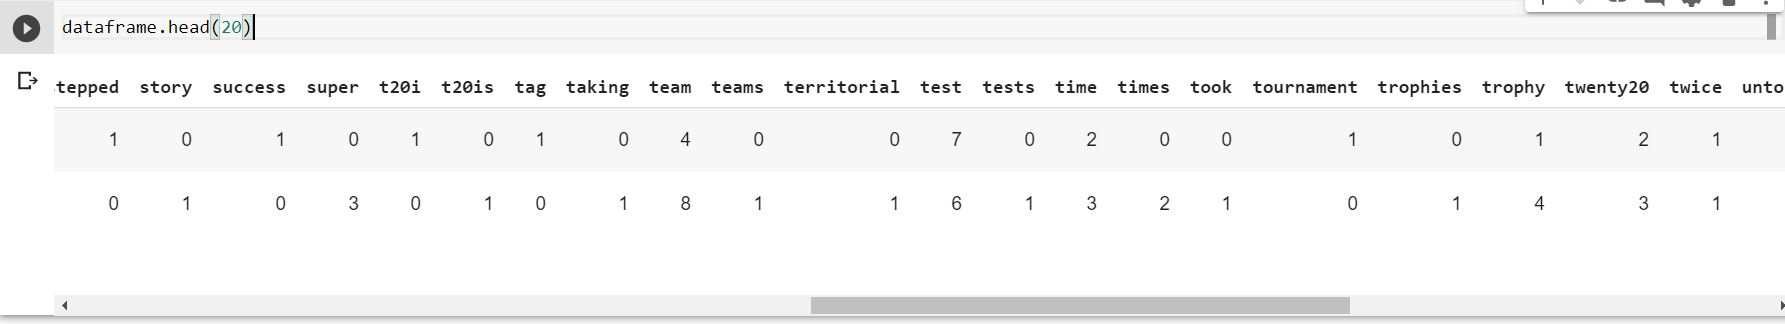 dataframe.head(20)
tepped story success super t20i t20is tag taking team teams territorial test tests time times took tournament trophies trophy twenty20 twice unto
1 0 1 0 1 0 1 0 4 0 0 7 0 2 0 0 1 0 1 2 1
0 1 0 3 0 1 0 1 8 1 1 6 1 3 2 1 0 1 4 3 1